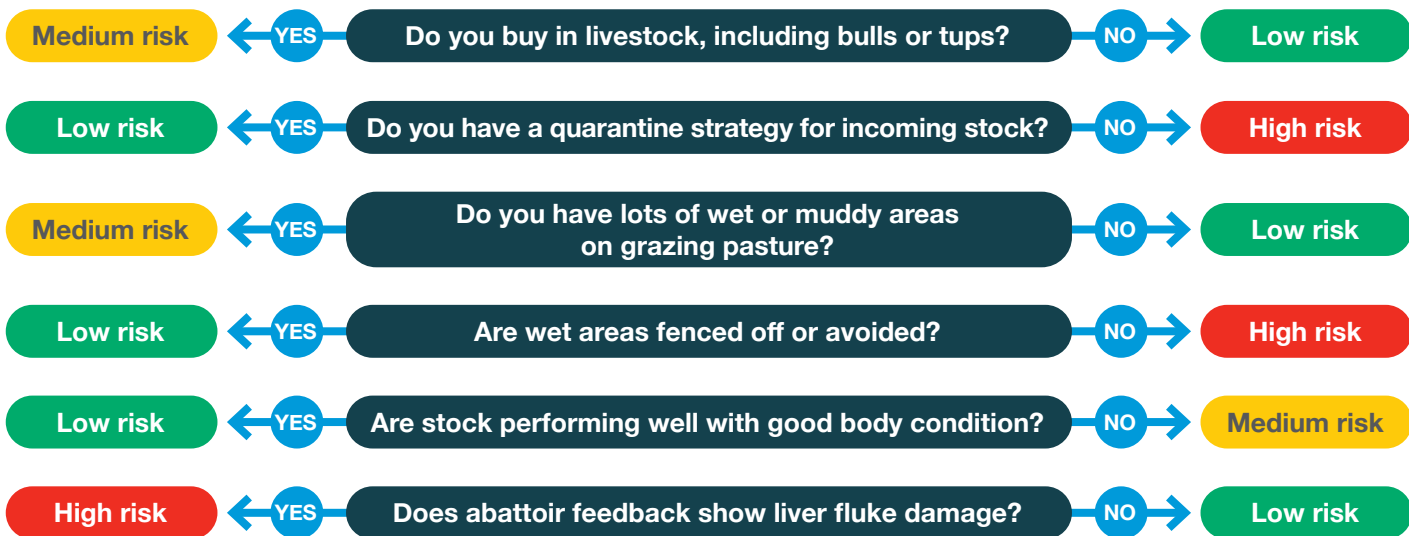 Medium risk YES Do you buy in livestock, including bulls or tups? NO Low risk
Low risk YES Do you have a quarantine strategy for incoming stock? NO High risk
Medium risk YES Do you have lots of wet or muddy areas
on grazing pasture? NO Low risk
Low risk YES Are wet areas fenced off or avoided? NO High risk
Low risk YES Are stock performing well with good body condition? NO Medium risk
High risk YES Does abattoir feedback show liver fluke damage? NO Low risk